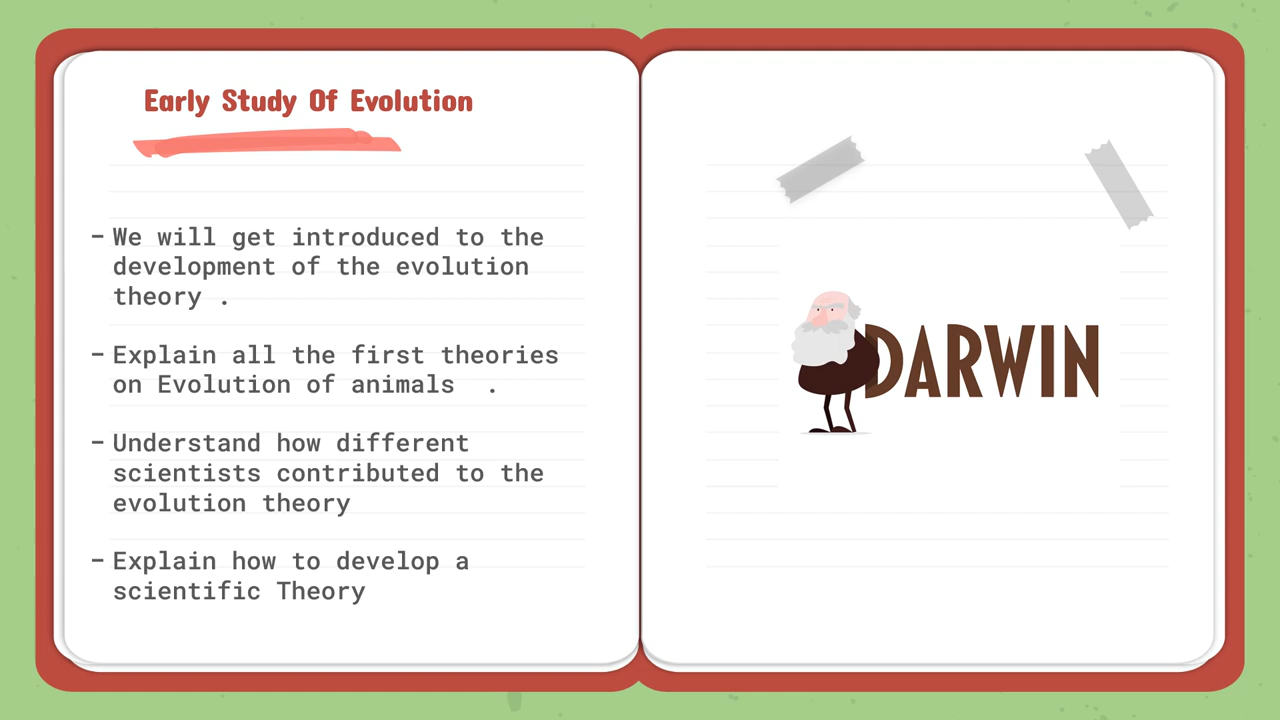 Early Study Of Evolution
- We will get introduced to the
development of the evolution
theory .
- Explain all the first theories
on Evolution of animals .
- Understand how different
scientists contributed to the
evolution theory
- Explain how to develop a
scientific Theory
DARWIN